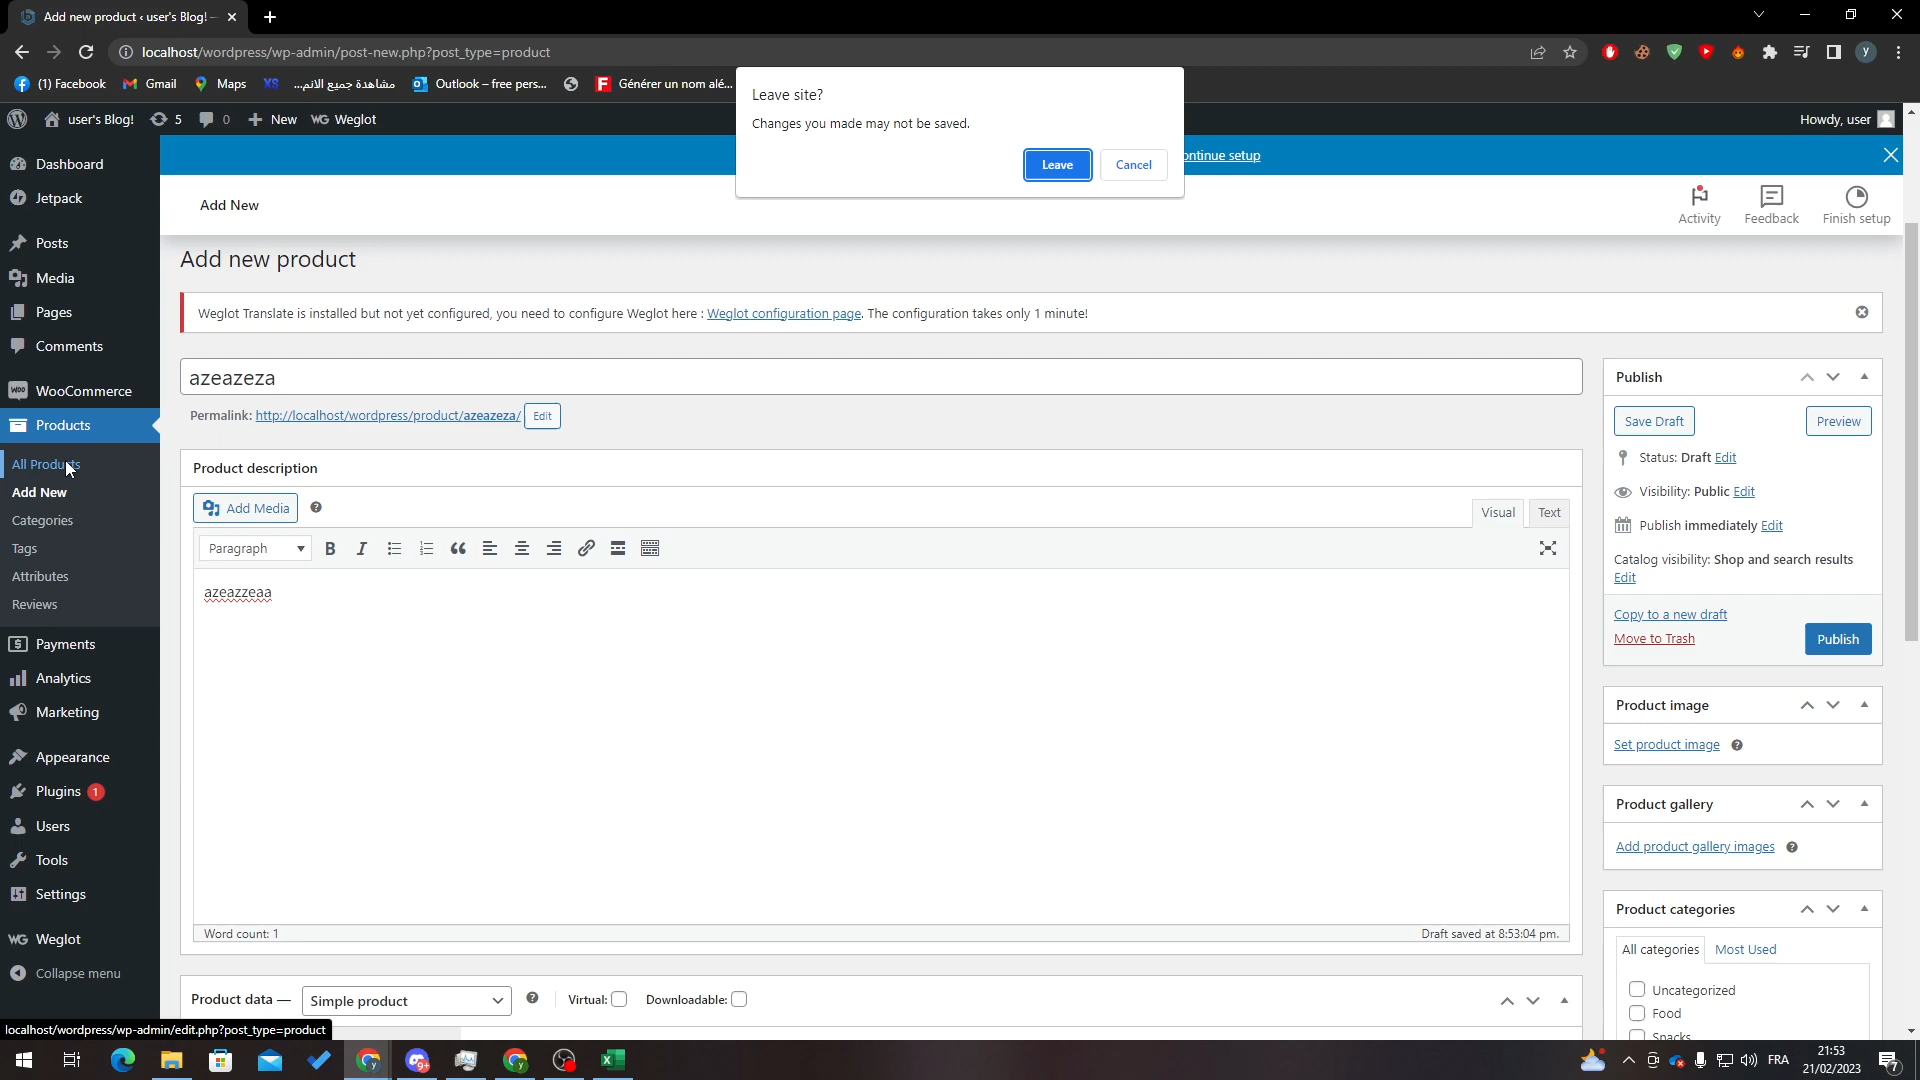 Add new product ‹ user's Blog! –
localhost/wordpress/wp-admin/post-new.php?post_type=product
(1) Facebook
Gmail
Maps
XS
مشاهدة جميع الانم...
Outlook – free pers...
Générer un nom alé...
Leave site?
Changes you made may not be saved.
Leave
Cancel
user's Blog!
5
0
New
Weglot
Howdy, user
ontinue setup
Dashboard
Jetpack
Posts
Media
Pages
Comments
WooCommerce
Products
All Products
Add New
Categories
Tags
Attributes
Reviews
Payments
Analytics
Marketing
Appearance
Plugins 1
Users
Tools
Settings
Weglot
Collapse menu
Add New
Activity
Feedback
Finish setup
Add new product
Weglot Translate is installed but not yet configured, you need to configure Weglot here : Weglot configuration page. The configuration takes only 1 minute!
azeazeza
Permalink: http://localhost/wordpress/product/azeazeza/ Edit
Product description
Add Media
Visual
Text
Paragraph
azeazzeaa
Word count: 1
Draft saved at 8:53:04 pm.
Product data —
Simple product
Virtual:
Downloadable:
Publish
Save Draft
Preview
Status: Draft Edit
Visibility: Public Edit
Publish immediately Edit
Catalog visibility: Shop and search results
Edit
Copy to a new draft
Move to Trash
Publish
Product image
Set product image
Product gallery
Add product gallery images
Product categories
All categories
Most Used
Uncategorized
Food
Snacks
localhost/wordpress/wp-admin/edit.php?post_type=product
FRA
21:53
21/02/2023
7